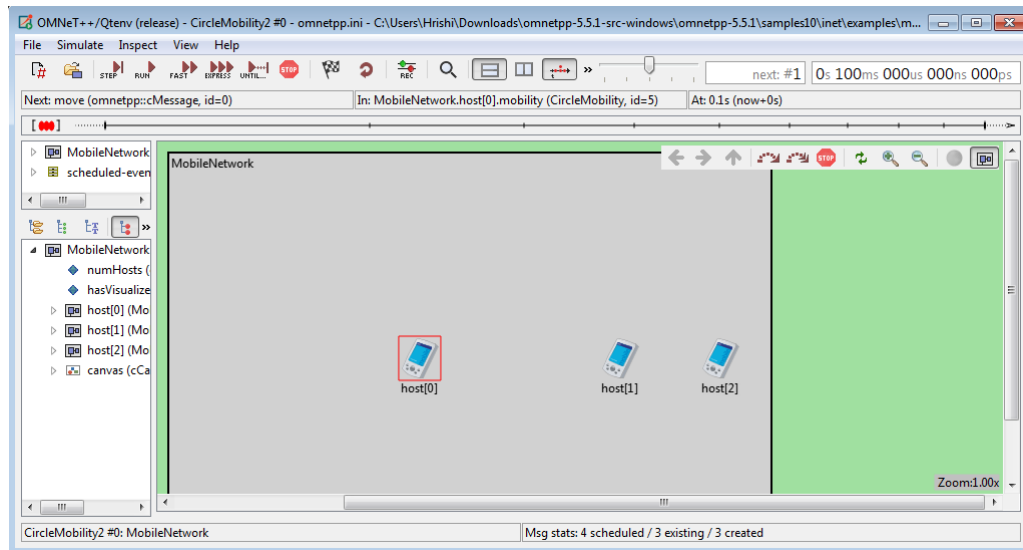 OMNeT++/Qtenv (release) - CircleMobility2 #0 - omnetpp.ini - C:\Users\Hrishi\Downloads\omnetpp-5.5.1-src-windows\omnetpp-5.5.1\samples10\inet\examples\m...
File Simulate Inspect View Help
STEP RUN FAST EXPRESS UNTIL... STOP REC » next: #1 0s 100ms 000us 000ns 000ps
Next: move (omnetpp::cMessage, id=0) In: MobileNetwork.host[0].mobility (CircleMobility, id=5) At: 0.1s (now+0s)
MobileNetwork
scheduled-even
»
MobileNetwork
numHosts (
hasVisualize
host[0] (Mo
host[1] (Mo
host[2] (Mo
canvas (cCa
MobileNetwork
STOP
host[0] host[1] host[2]
Zoom:1.00x
CircleMobility2 #0: MobileNetwork Msg stats: 4 scheduled / 3 existing / 3 created